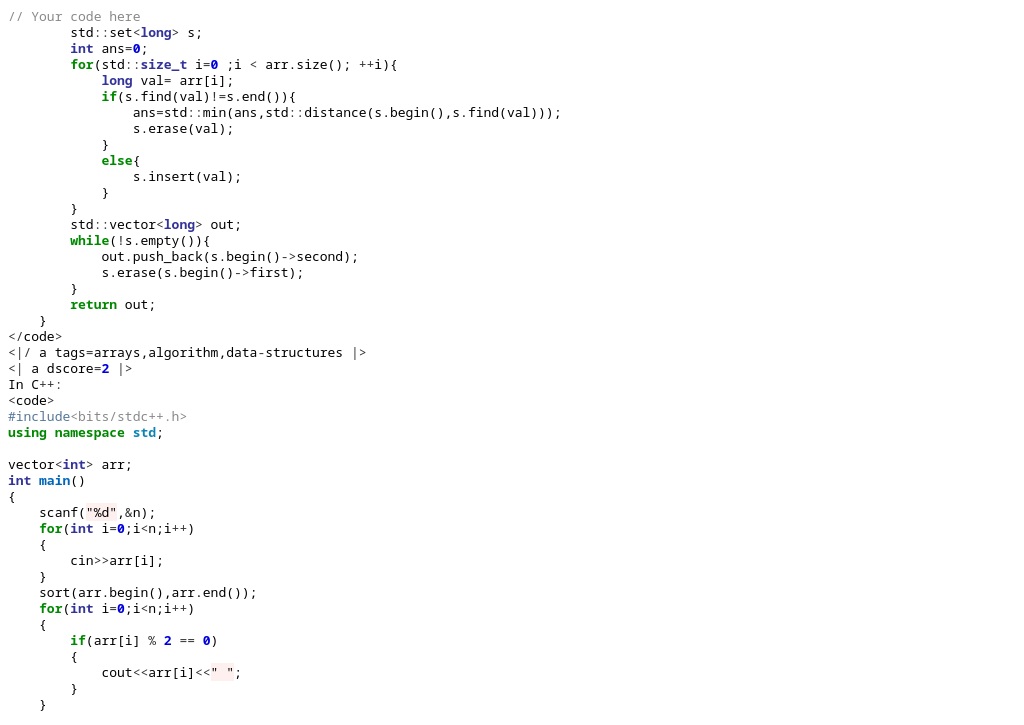 // Your code here
        std::set<long> s;
        int ans=0;
        for(std::size_t i=0 ;i < arr.size(); ++i){
            long val= arr[i];
            if(s.find(val)!=s.end()){
                ans=std::min(ans,std::distance(s.begin(),s.find(val)));
                s.erase(val);
            }
            else{
                s.insert(val);
            }
        }
        std::vector<long> out;
        while(!s.empty()){
            out.push_back(s.begin()->second);
            s.erase(s.begin()->first);
        }
        return out;
    }
</code>
<|/ a tags=arrays,algorithm,data-structures |>
<| a dscore=2 |>
In C++:
<code>
#include<bits/stdc++.h>
using namespace std;

vector<int> arr;
int main()
{
    scanf("%d",&n);
    for(int i=0;i<n;i++)
    {
        cin>>arr[i];
    }
    sort(arr.begin(),arr.end());
    for(int i=0;i<n;i++)
    {
        if(arr[i] % 2 == 0)
        {
            cout<<arr[i]<<" ";
        }
    }